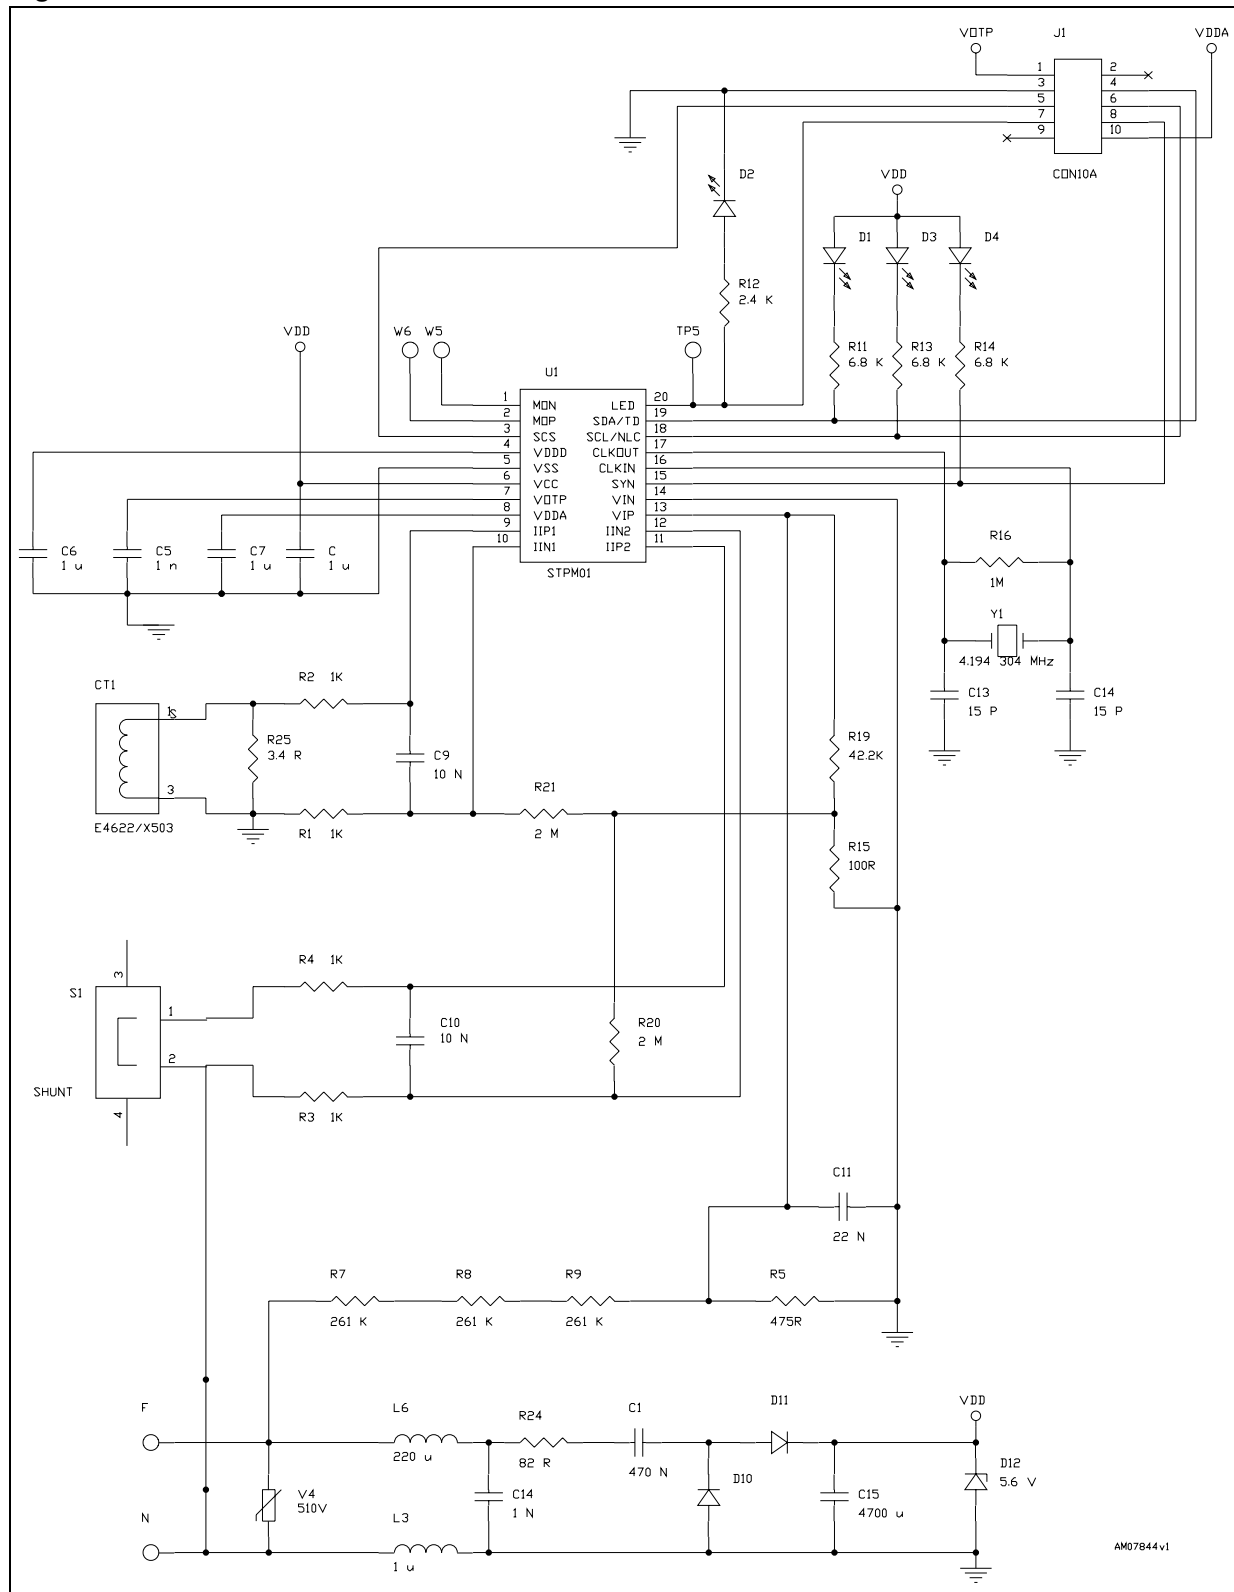 VOTP
J1
VDDA
1
2
3
4
5
6
7
8
9
10
CON10A
D2
VDD
D1
D3
D4
R12
2.4 K
VDD
W6
W5
TP5
R11
6.8 K
R13
6.8 K
R14
6.8 K
U1
1 MON LED 20
2 MOP SDA/TD 19
3 SCS SCL/NLC 18
4 VDDD CLKOUT 17
5 VSS CLKIN 16
6 VCC SYN 15
7 VOTP VIN 14
8 VDDA VIP 13
9 IIP1 IIN2 12
10 IIN1 IIP2 11
STPM01
C6
1 u
C5
1 n
C7
1 u
C
1 u
R16
1M
Y1
4.194 304 MHz
C13
15 P
C14
15 P
CT1
R2 1K
1
S
R25
3.4 R
3
C9
10 N
R19
42.2K
R21
2 M
E4622/X503
R1 1K
R15
100R
R4 1K
3
S1
1
C10
10 N
R20
2 M
2
SHUNT
4
R3 1K
C11
22 N
R7
261 K
R8
261 K
R9
261 K
R5
475R
F
L6
220 u
R24
82 R
C1
470 N
D11
VDD
D10
D12
5.6 V
V4
510V
C14
1 N
C15
4700 u
N
L3
1 u
AM07844v1